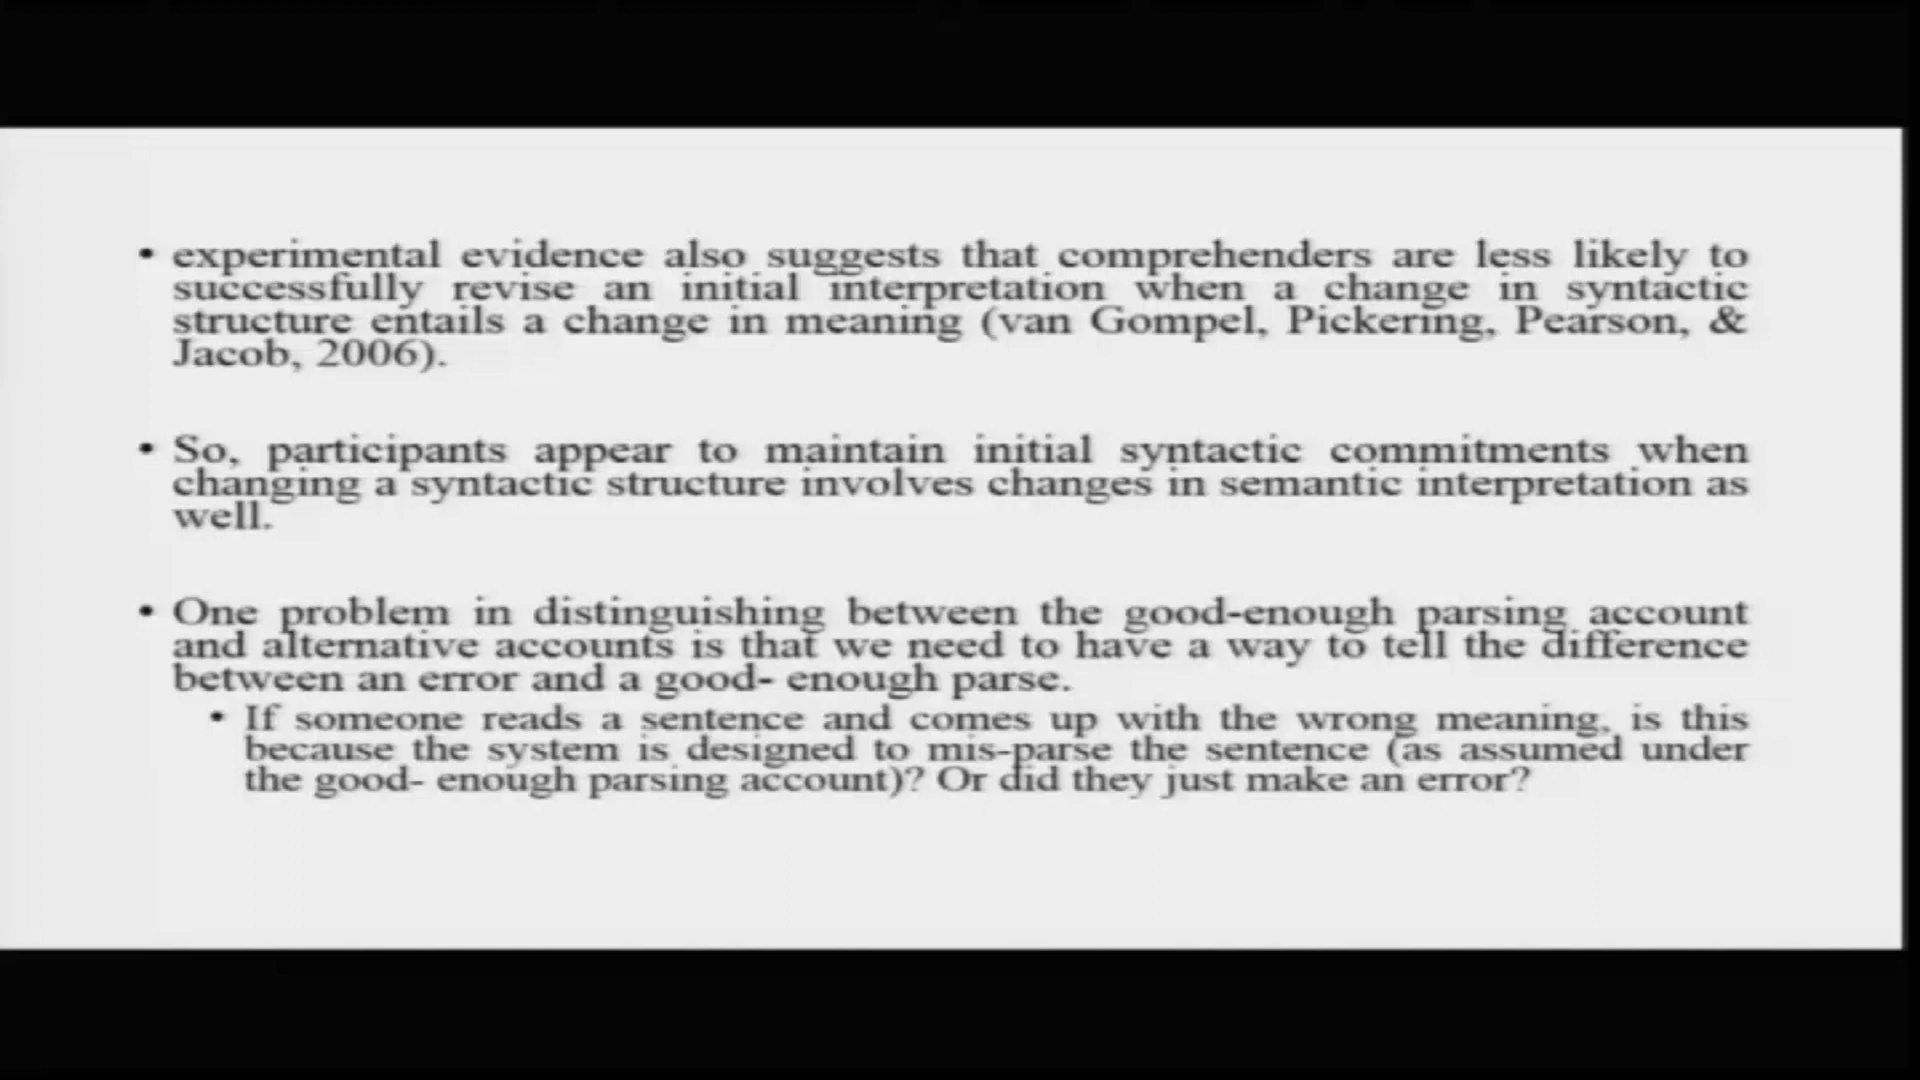 • experimental evidence also suggests that comprehenders are less likely to
successfully revise an initial interpretation when a change in syntactic
structure entails a change in meaning (van Gompel, Pickering, Pearson, &
Jacob, 2006).
• So, participants appear to maintain initial syntactic commitments when
changing a syntactic structure involves changes in semantic interpretation as
well.
• One problem in distinguishing between the good-enough parsing account
and alternative accounts is that we need to have a way to tell the difference
between an error and a good- enough parse.
• If someone reads a sentence and comes up with the wrong meaning, is this
because the system is designed to mis-parse the sentence (as assumed under
the good- enough parsing account)? Or did they just make an error?